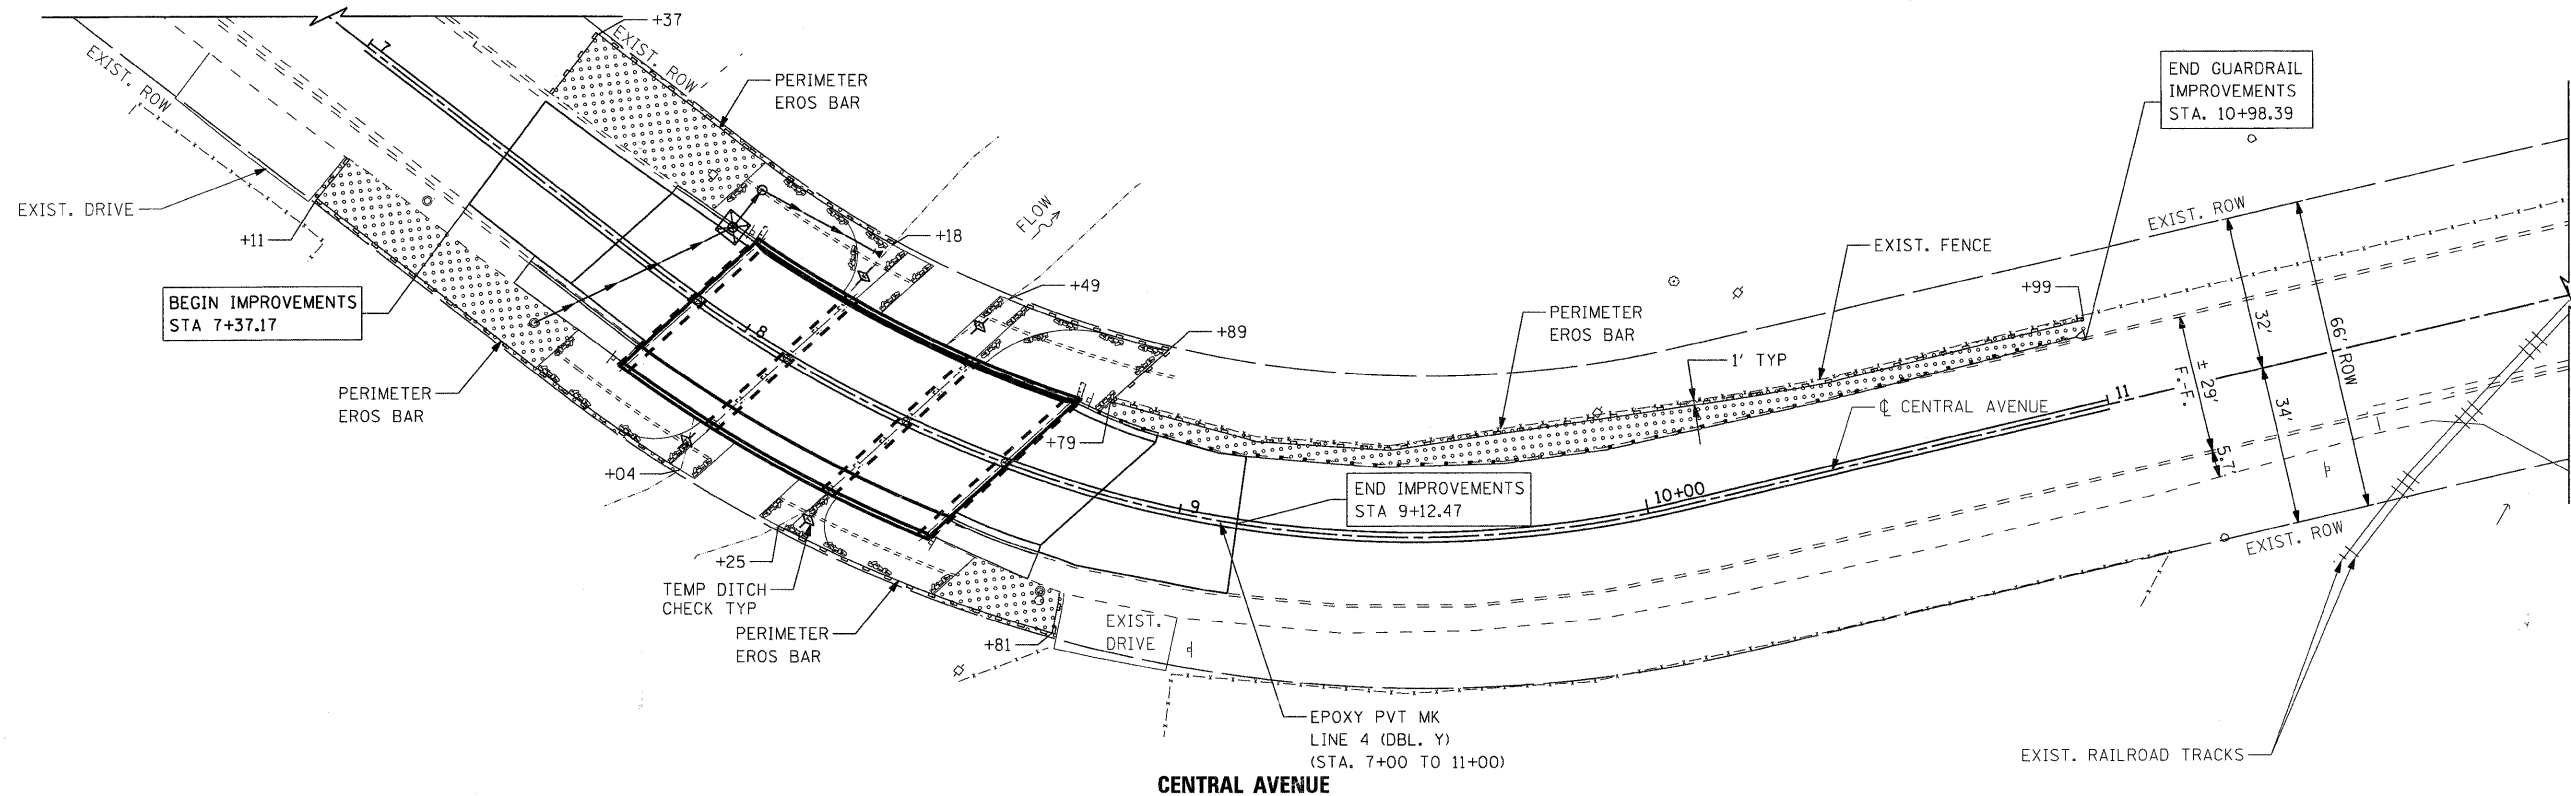 +37
7
EXIST. ROW
EXIST. ROW
PERIMETER
EROS BAR
END GUARDRAIL
IMPROVEMENTS
STA. 10+98.39
EXIST. DRIVE
+11
FLOW
+18
EXIST. ROW
EXIST. FENCE
+49
+99
BEGIN IMPROVEMENTS
STA 7+37.17
PERIMETER
EROS BAR
32'
66' ROW
8
+89
1' TYP
± 29'
F.-F.
PERIMETER
EROS BAR
11
℄ CENTRAL AVENUE
34'
+79
+04
5.7'
END IMPROVEMENTS
STA 9+12.47
10+00
9
EXIST. ROW
+25
TEMP DITCH
CHECK TYP
PERIMETER
EROS BAR
+81
EXIST.
DRIVE
EPOXY PVT MK
LINE 4 (DBL. Y)
(STA. 7+00 TO 11+00)
EXIST. RAILROAD TRACKS
CENTRAL AVENUE